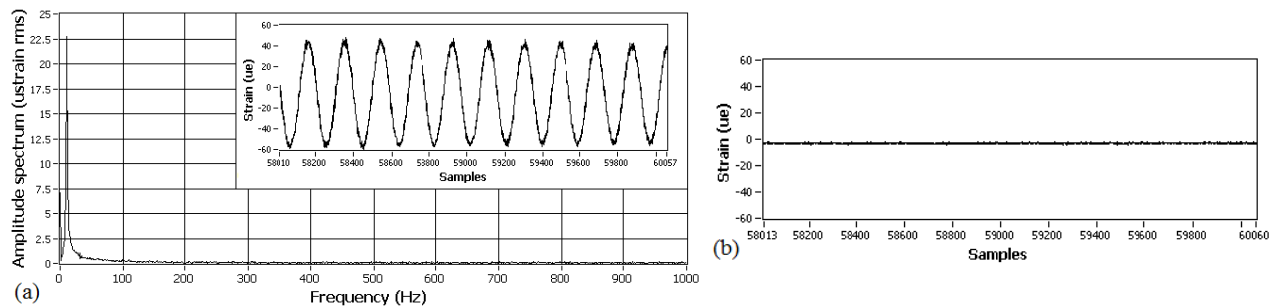 Amplitude spectrum (ustrain rms)
25
22.5
20
17.5
15
12.5
10
7.5
5
2.5
0
0 100 200 300 400 500 600 700 800 900 1000
Frequency (Hz)
(a)
Strain (ue)
60
40
20
0
-20
-40
-60
58010 58200 58400 58600 58800 59000 59200 59400 59600 59800 60057
Samples
Strain (ue)
60
40
20
0
-20
-40
-60
58013 58200 58400 58600 58800 59000 59200 59400 59600 59800 60060
Samples
(b)